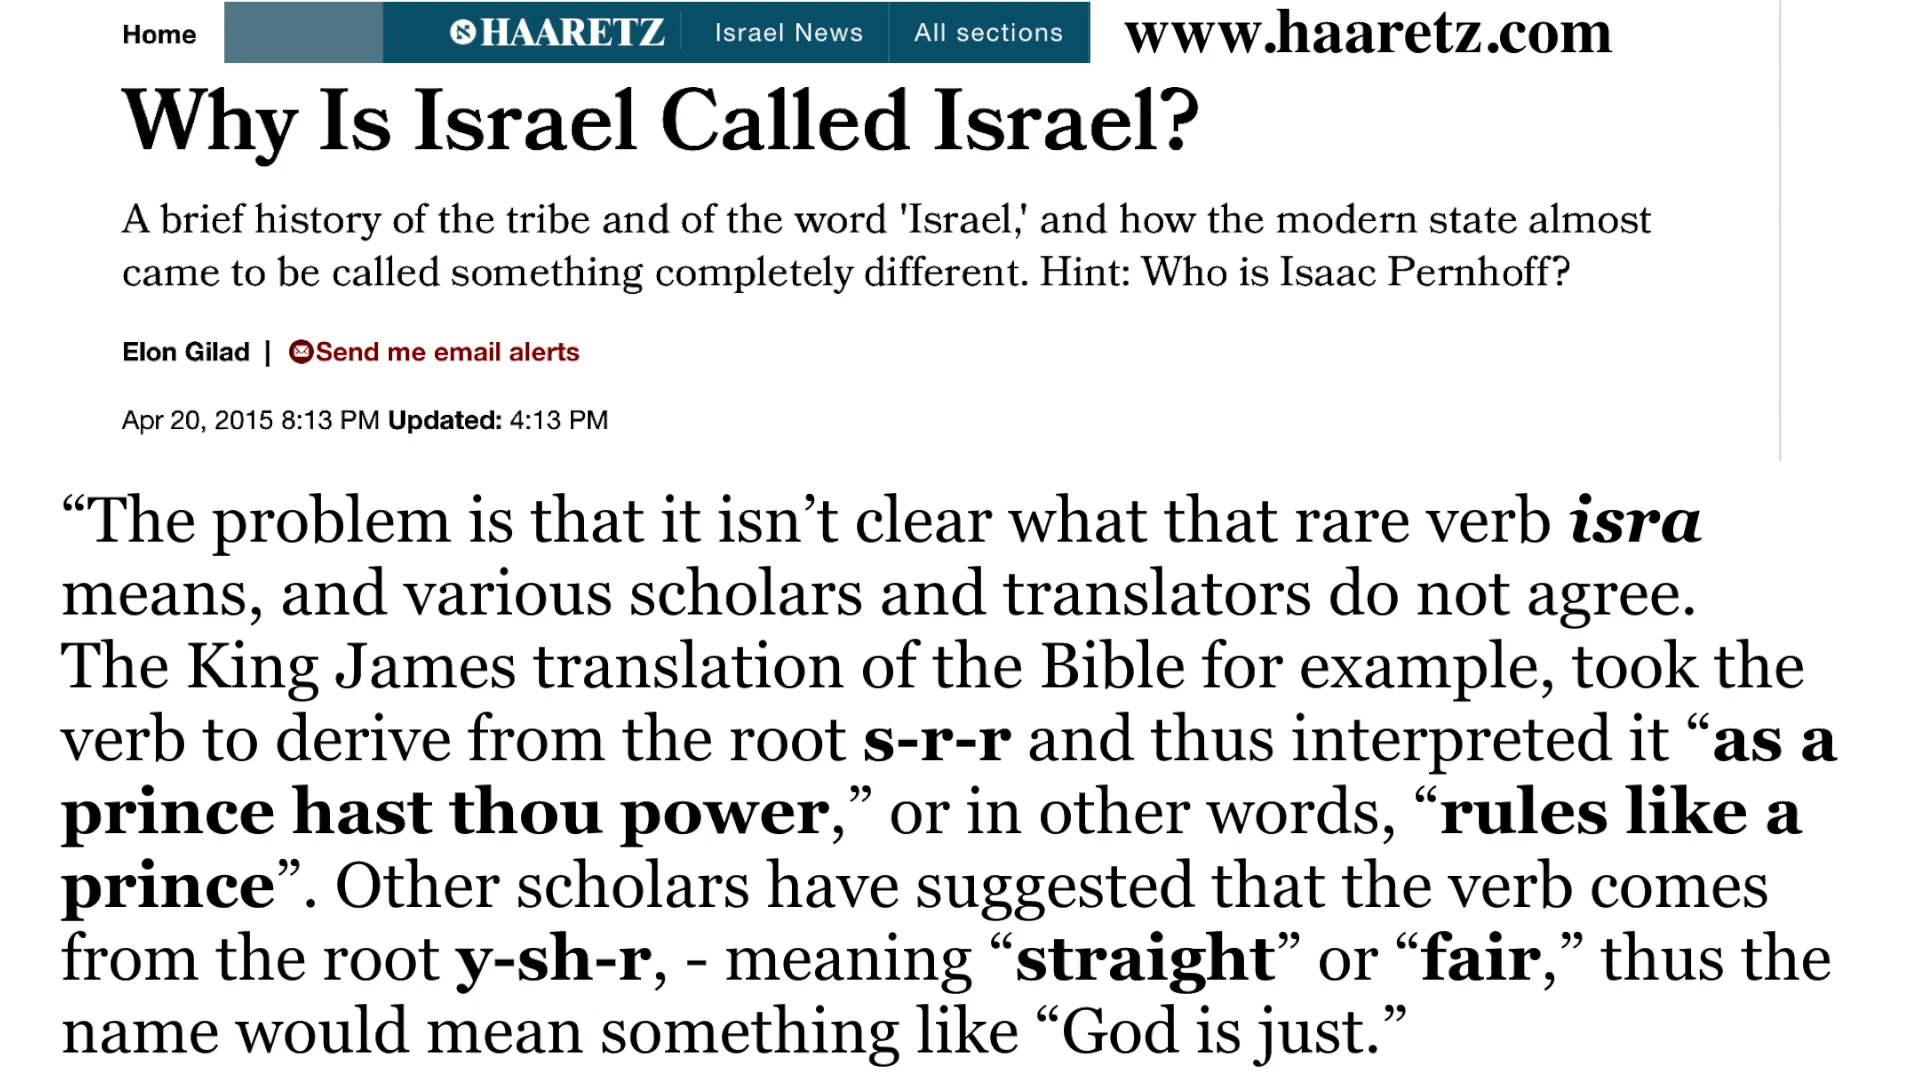 Home HAARETZ Israel News All sections www.haaretz.com
Why Is Israel Called Israel?
A brief history of the tribe and of the word 'Israel,' and how the modern state almost
came to be called something completely different. Hint: Who is Isaac Pernhoff?
Elon Gilad | Send me email alerts
Apr 20, 2015 8:13 PM Updated: 4:13 PM
“The problem is that it isn’t clear what that rare verb isra
means, and various scholars and translators do not agree.
The King James translation of the Bible for example, took the
verb to derive from the root s-r-r and thus interpreted it “as a
prince hast thou power,” or in other words, “rules like a
prince”. Other scholars have suggested that the verb comes
from the root y-sh-r, - meaning “straight” or “fair,” thus the
name would mean something like “God is just.”